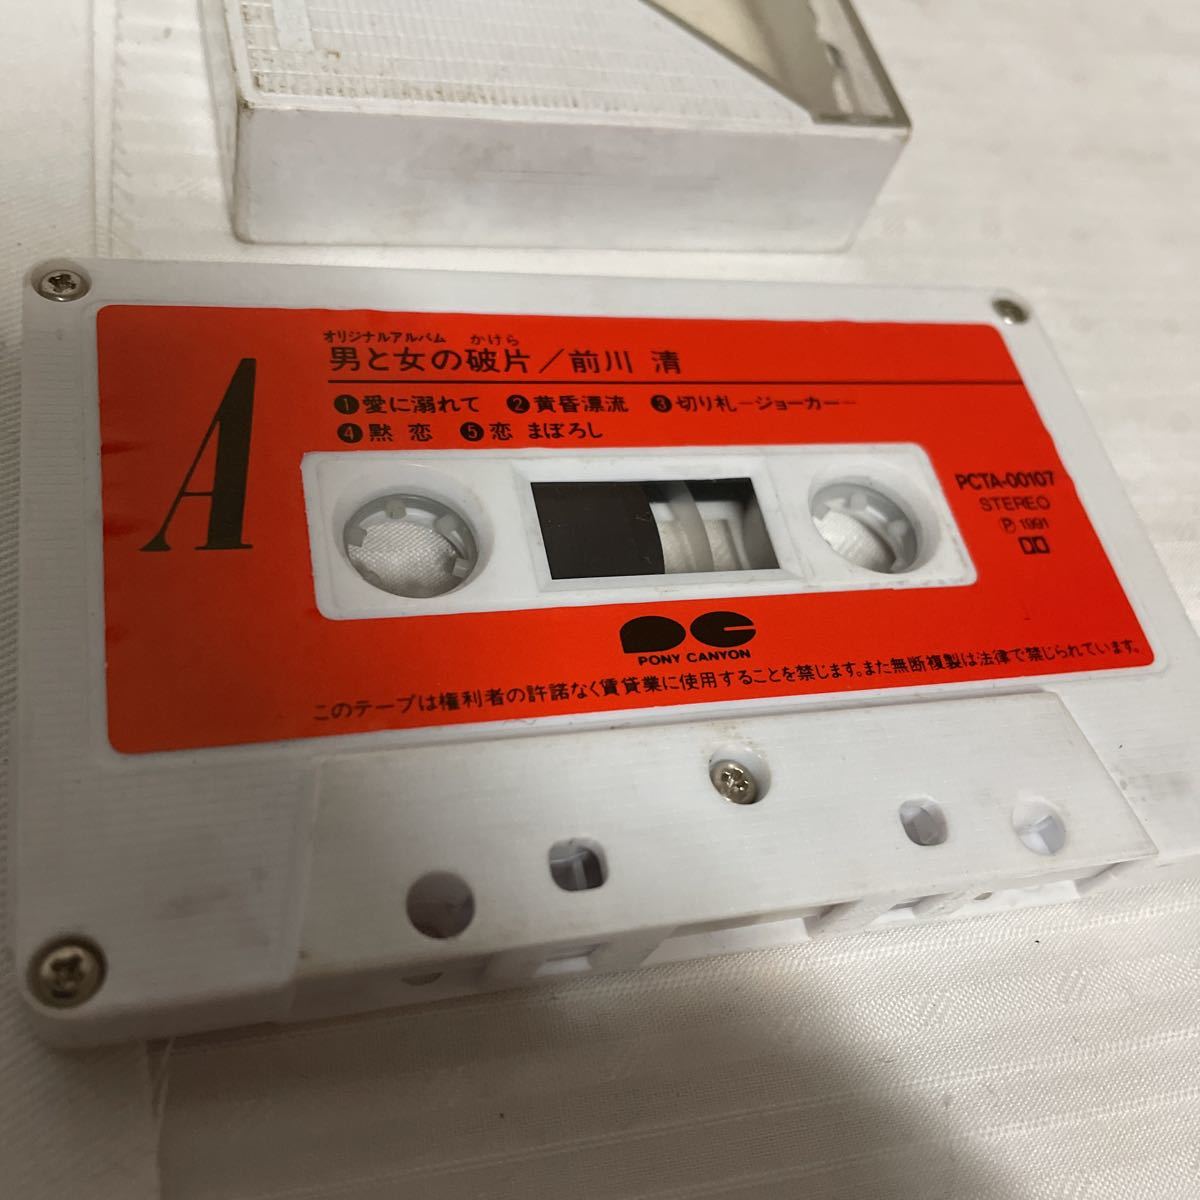 A
オリジナルアルバム かけら
男と女の破片／前川 清
❶愛に溺れて ❷黄昏漂流 ❸切り札―ジョーカー―
❹黙 恋 ❺恋 まぼろし
PCTA-00107
STEREO
Ⓟ1991
PC
PONY CANYON
このテープは権利者の許諾なく賃貸業に使用することを禁じます。また無断複製は法律で禁じられています。